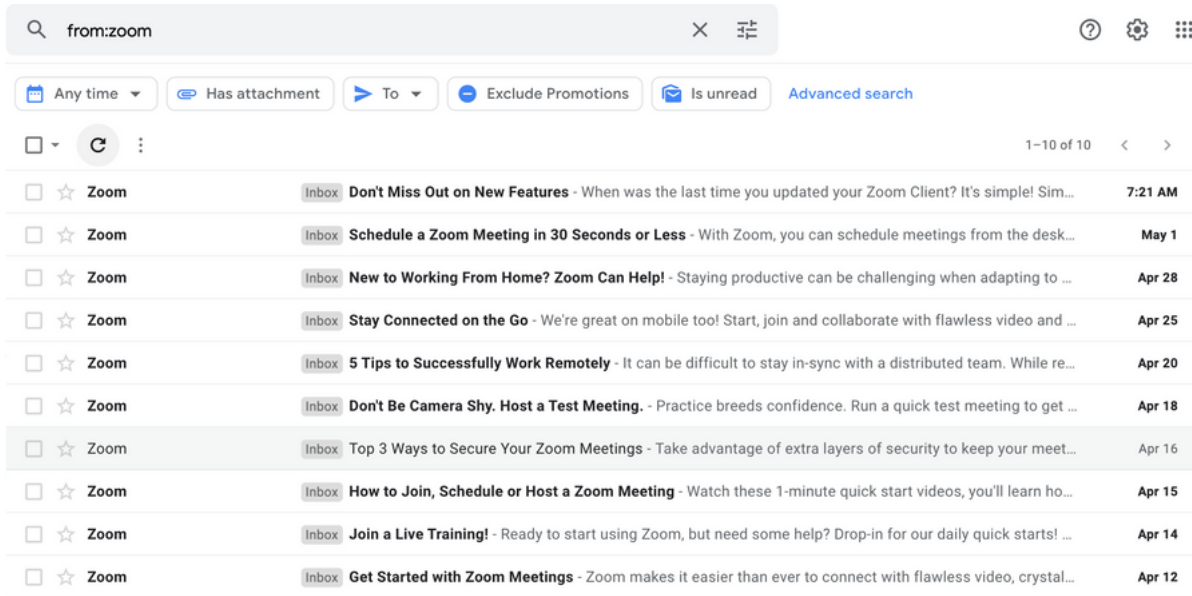 from:zoom
Any time Has attachment To Exclude Promotions Is unread Advanced search
1–10 of 10
Zoom Inbox Don't Miss Out on New Features - When was the last time you updated your Zoom Client? It's simple! Sim... 7:21 AM
Zoom Inbox Schedule a Zoom Meeting in 30 Seconds or Less - With Zoom, you can schedule meetings from the desk... May 1
Zoom Inbox New to Working From Home? Zoom Can Help! - Staying productive can be challenging when adapting to ... Apr 28
Zoom Inbox Stay Connected on the Go - We're great on mobile too! Start, join and collaborate with flawless video and ... Apr 25
Zoom Inbox 5 Tips to Successfully Work Remotely - It can be difficult to stay in-sync with a distributed team. While re... Apr 20
Zoom Inbox Don't Be Camera Shy. Host a Test Meeting. - Practice breeds confidence. Run a quick test meeting to get ... Apr 18
Zoom Inbox Top 3 Ways to Secure Your Zoom Meetings - Take advantage of extra layers of security to keep your meet... Apr 16
Zoom Inbox How to Join, Schedule or Host a Zoom Meeting - Watch these 1-minute quick start videos, you'll learn ho... Apr 15
Zoom Inbox Join a Live Training! - Ready to start using Zoom, but need some help? Drop-in for our daily quick starts! ... Apr 14
Zoom Inbox Get Started with Zoom Meetings - Zoom makes it easier than ever to connect with flawless video, crystal... Apr 12